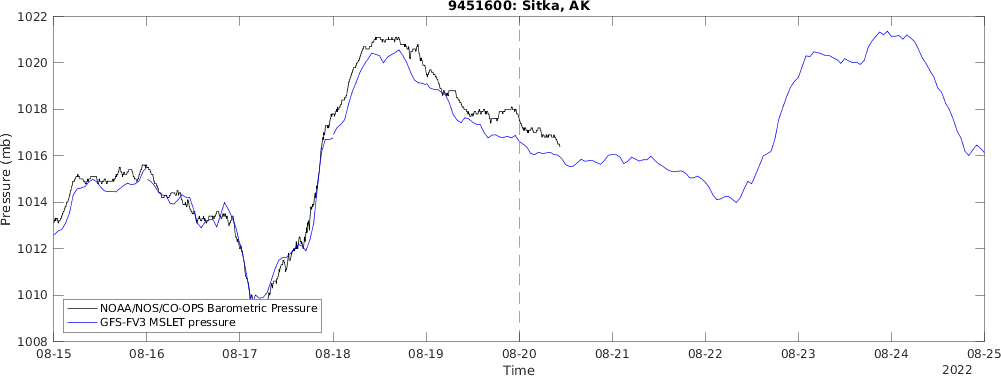 9451600: Sitka, AK
Pressure (mb)
1022
1020
1018
1016
1014
1012
1010
1008
NOAA/NOS/CO-OPS Barometric Pressure
GFS-FV3 MSLET pressure
08-15 08-16 08-17 08-18 08-19 08-20 08-21 08-22 08-23 08-24 08-25
Time
2022